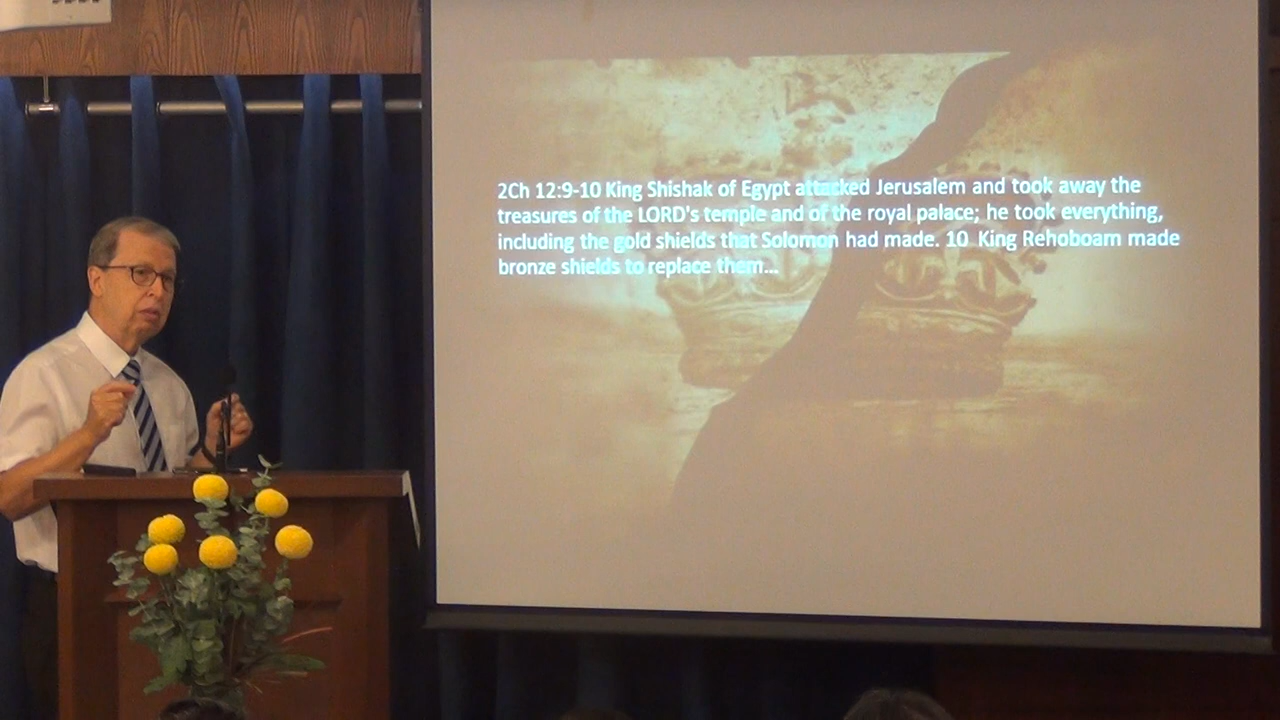 2Ch 12:9-10 King Shishak of Egypt attacked Jerusalem and took away the
treasures of the LORD's temple and of the royal palace; he took everything,
including the gold shields that Solomon had made. 10  King Rehoboam made
bronze shields to replace them...